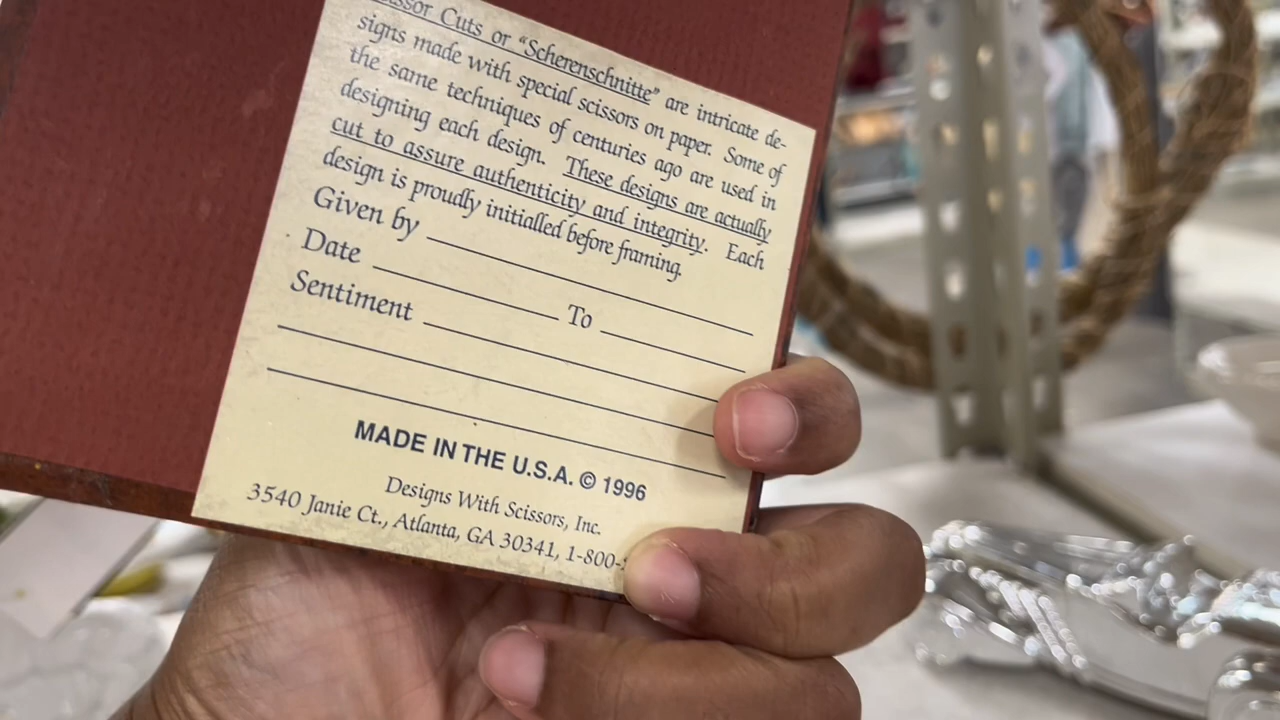 Cuts or "Scherenschnitte" are intricate de-
signs made with special scissors on paper. Some of
the same techniques of centuries ago are used in
designing each design. These designs are actually
cut to assure authenticity and integrity. Each
design is proudly initialled before framing.
Given by
Date To
Sentiment
MADE IN THE U.S.A. © 1996
Designs With Scissors, Inc.
3540 Janie Ct., Atlanta, GA 30341, 1-800-